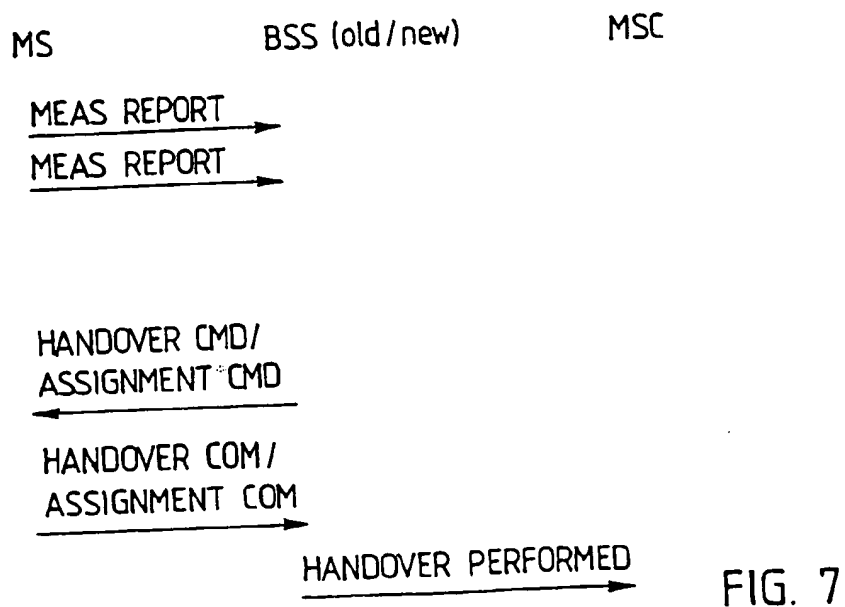 MS BSS (old/new) MSC
MEAS REPORT
MEAS REPORT
HANDOVER CMD/
ASSIGNMENT CMD
HANDOVER COM/
ASSIGNMENT COM
HANDOVER PERFORMED
FIG. 7